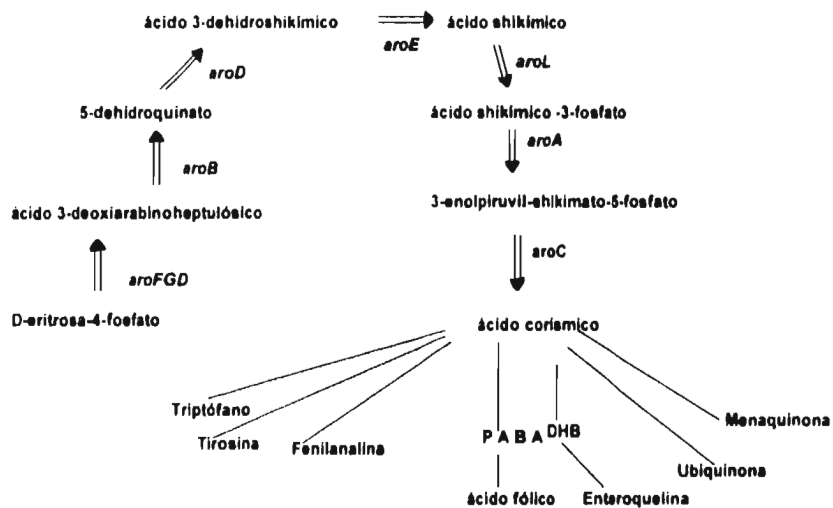 ácido 3-dehidroshikímico
aroE
ácido shikímico
aroD
aroL
5-dehidroquinato
ácido shikímico -3-fosfato
aroA
aroB
3-enolpiruvil-shikimato-5-fosfato
ácido 3-deoxiarabinoheptulósico
aroC
aroFGD
D-eritrosa-4-fosfato
ácido corísmico
Triptófano
Tirosina
Fenilanalina
PABA
DHB
Menaquinona
Ubiquinona
ácido fólico
Enteroquelina